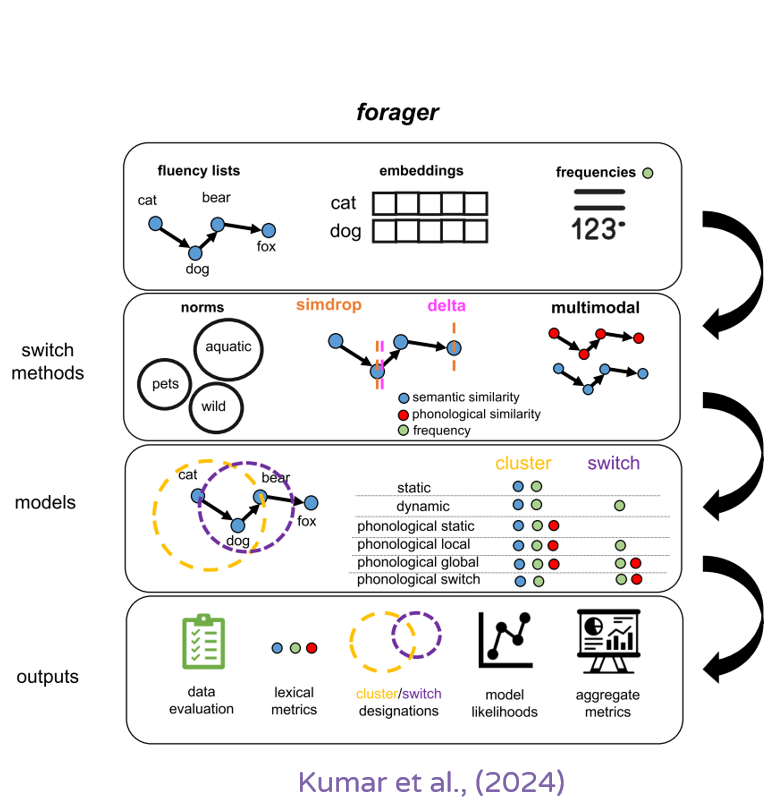 forager
fluency lists
cat
bear
dog
fox
embeddings
cat
dog
frequencies
123
switch
methods
norms
aquatic
pets
wild
simdrop
delta
multimodal
semantic similarity
phonological similarity
frequency
models
cat
bear
dog
fox
cluster switch
static
dynamic
phonological static
phonological local
phonological global
phonological switch
outputs
data
evaluation
lexical
metrics
cluster/switch
designations
model
likelihoods
aggregate
metrics
Kumar et al., (2024)